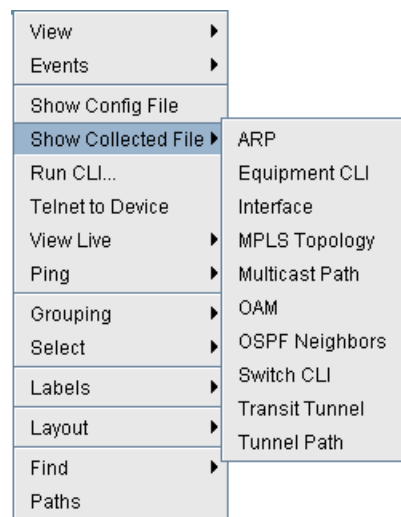 View
Events
Show Config File
Show Collected File
Run CLI...
Telnet to Device
View Live
Ping
Grouping
Select
Labels
Layout
Find
Paths
ARP
Equipment CLI
Interface
MPLS Topology
Multicast Path
OAM
OSPF Neighbors
Switch CLI
Transit Tunnel
Tunnel Path